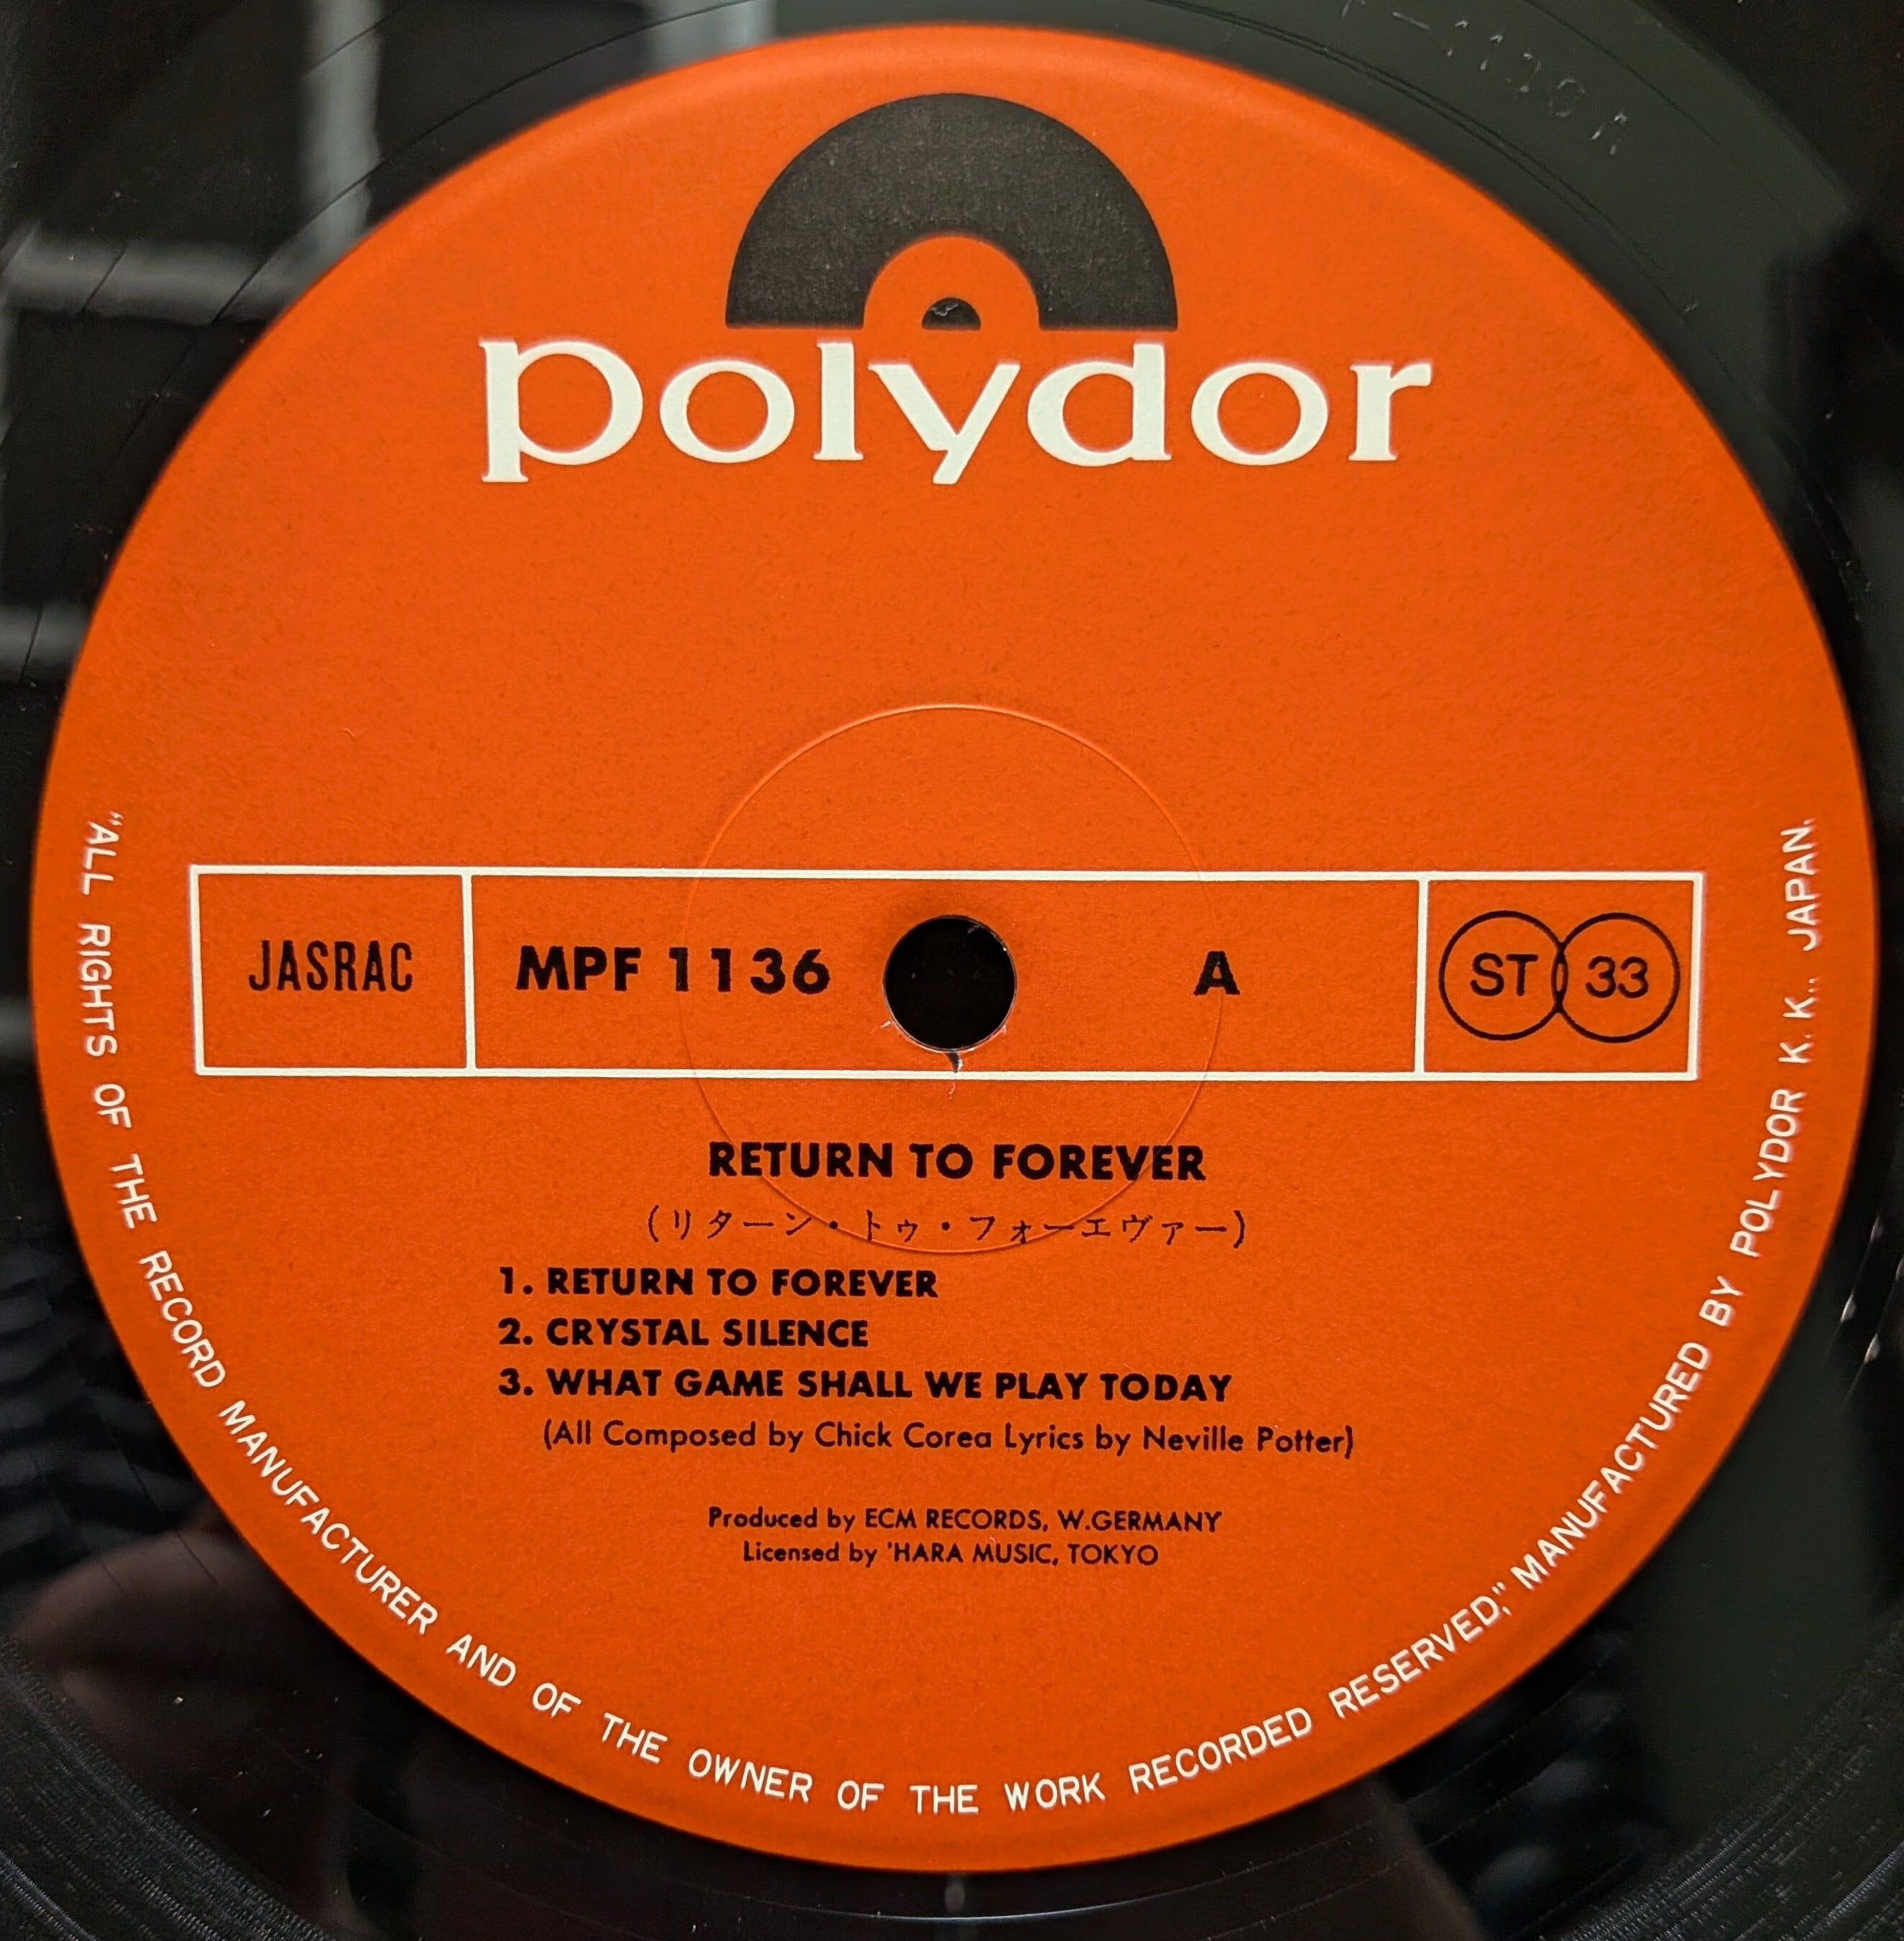 polydor
JASRAC
MPF 1136
A
ST 33
RETURN TO FOREVER
(リターン・トゥ・フォーエヴァー)
1. RETURN TO FOREVER
2. CRYSTAL SILENCE
3. WHAT GAME SHALL WE PLAY TODAY
(All Composed by Chick Corea Lyrics by Neville Potter)
Produced by ECM RECORDS, W.GERMANY
Licensed by 'HARA MUSIC, TOKYO
"ALL RIGHTS OF THE RECORD MANUFACTURER AND OF THE OWNER OF THE WORK RECORDED RESERVED," MANUFACTURED BY POLYDOR K. K., JAPAN.